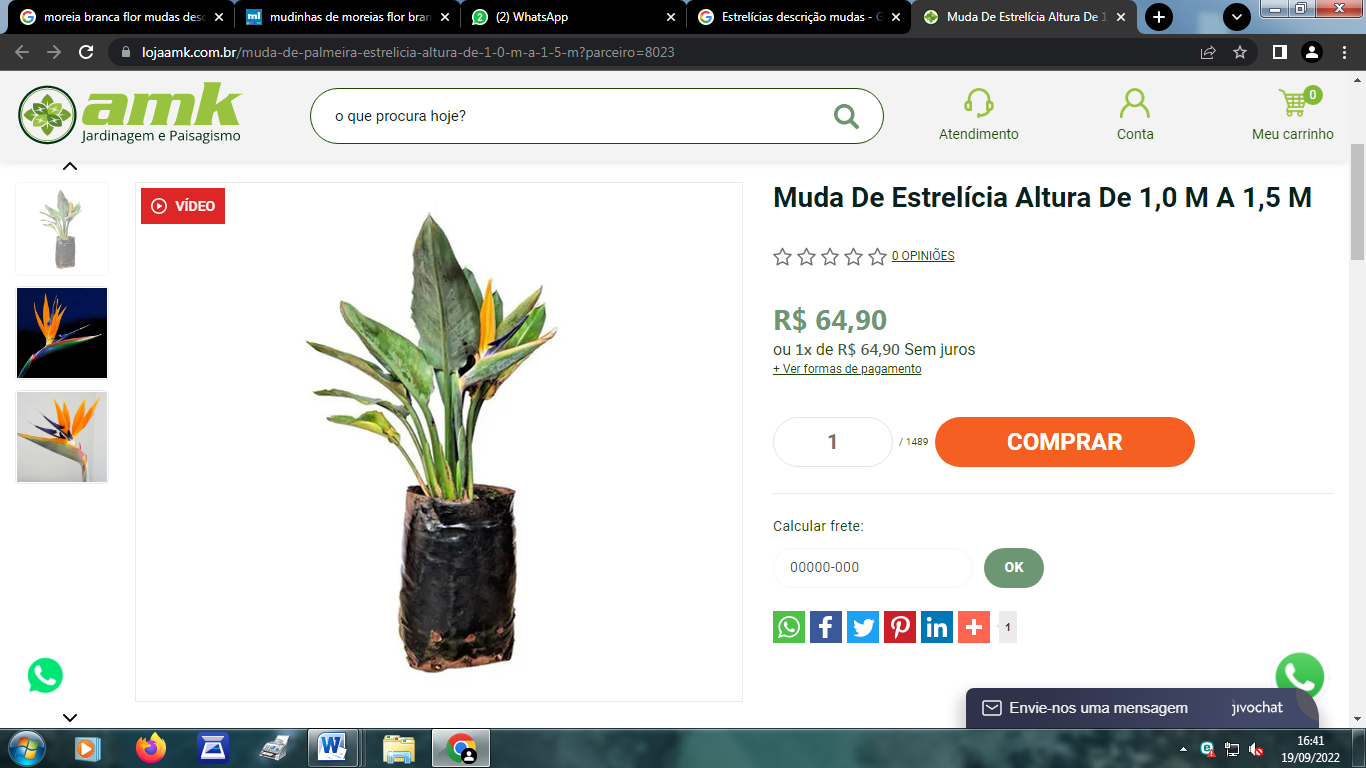 moreia branca flor mudas desc
mudinhas de moreias flor bran
(2) WhatsApp
Estrelícias descrição mudas - G
Muda De Estrelícia Altura De 1
lojaamk.com.br/muda-de-palmeira-estrelicia-altura-de-1-0-m-a-1-5-m?parceiro=8023
amk
Jardinagem e Paisagismo
o que procura hoje?
Atendimento
Conta
0
Meu carrinho
VÍDEO
Muda De Estrelícia Altura De 1,0 M A 1,5 M
0 OPINIÕES
R$ 64,90
ou 1x de R$ 64,90 Sem juros
+ Ver formas de pagamento
1
/ 1489
COMPRAR
Calcular frete:
00000-000
OK
1
Envie-nos uma mensagem
jivochat
16:41
19/09/2022